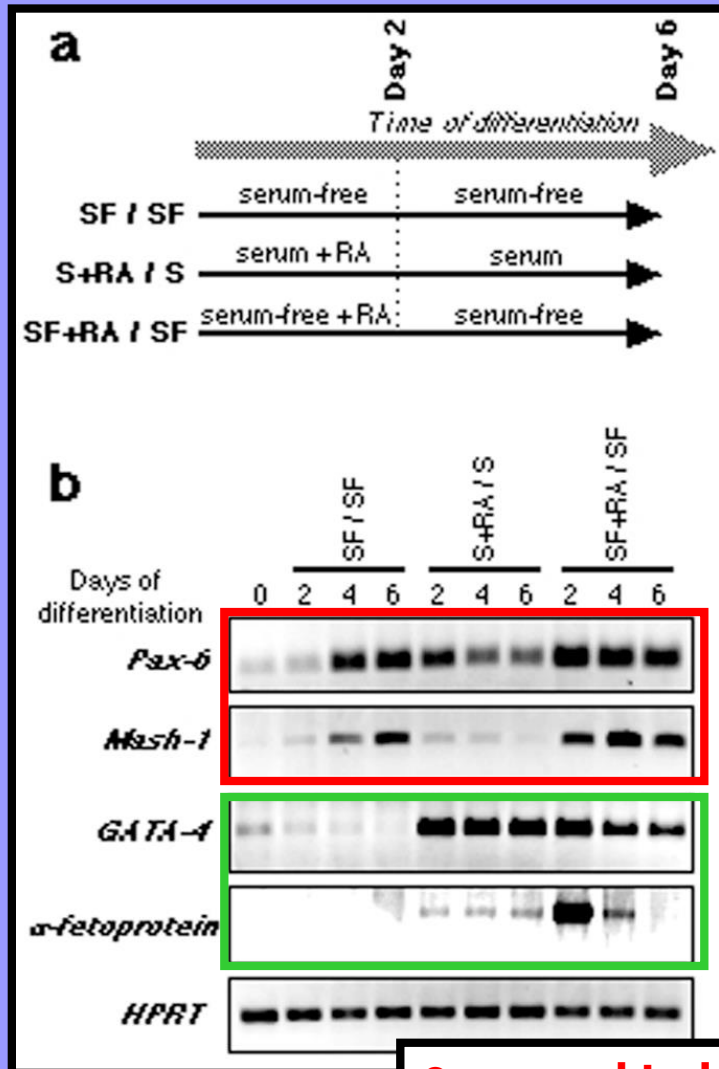 a
Day 2
Day 6
Time of differentiation
serum-free serum-free
SF / SF
serum + RA serum
S+RA / S
serum-free + RA serum-free
SF+RA / SF
b
SF / SF
S+RA / S
SF+RA / SF
Days of
differentiation
0 2 4 6 2 4 6 2 4 6
Pax-6
Mash-1
GATA-4
α-fetoprotein
HPRT